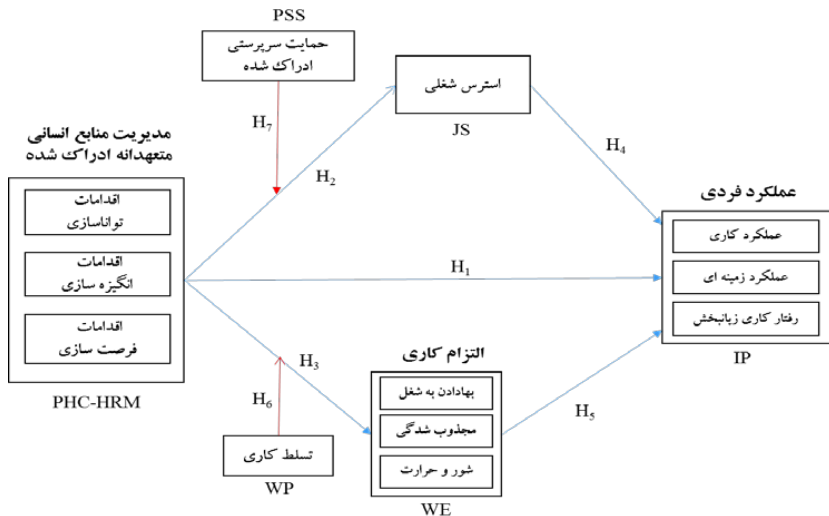 PSS
حمایت سرپرستی
ادراک شده
استرس شغلی
JS
H7
H2
H4
مدیریت منابع انسانی
متعهدانه ادراک شده
اقدامات
تواناسازی
اقدامات
انگیزه سازی
اقدامات
فرصت سازی
PHC-HRM
H1
عملکرد فردی
عملکرد کاری
عملکرد زمینه ای
رفتار کاری زیانبخش
IP
H3
H6
تسلط کاری
WP
التزام کاری
بهادادن به شغل
مجذوب شدگی
شور و حرارت
WE
H5